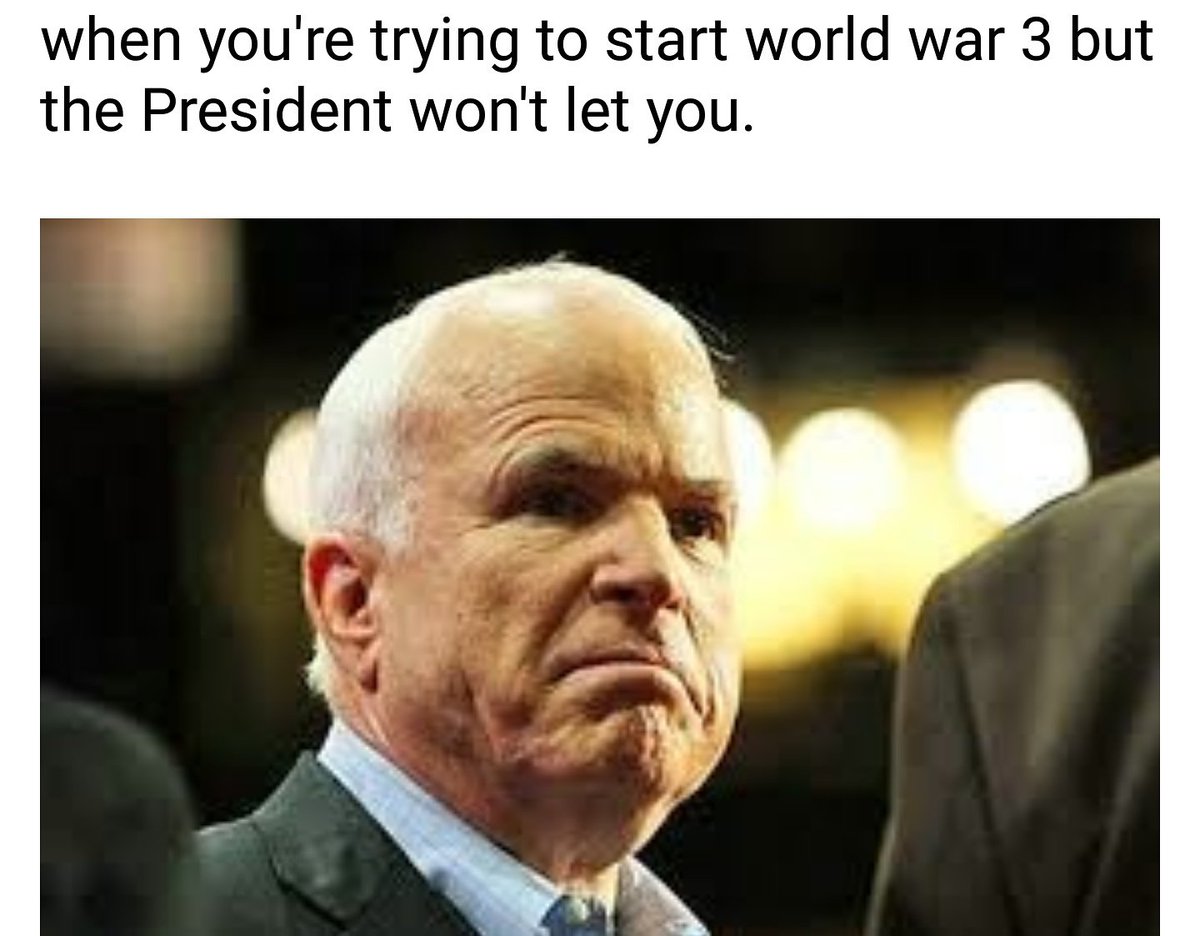 when you're trying to start world war 3 but
the President won't let you.